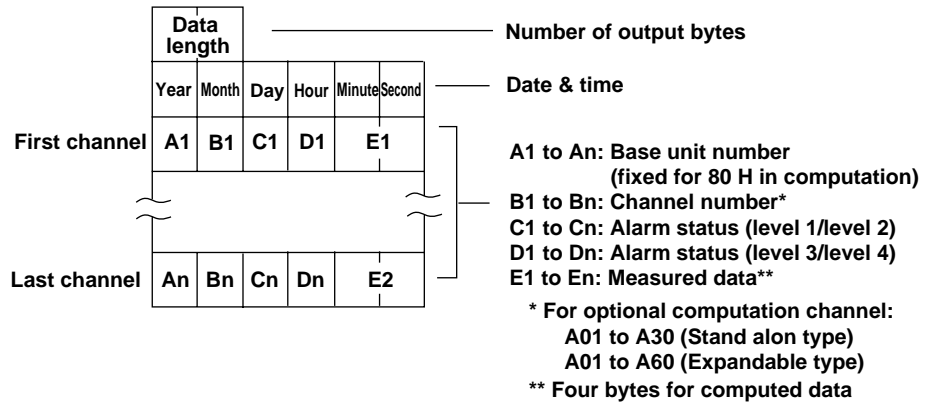 Data length
Number of output bytes
Year Month Day Hour Minute Second
Date & time
First channel A1 B1 C1 D1 E1
A1 to An: Base unit number
(fixed for 80 H in computation)
B1 to Bn: Channel number*
C1 to Cn: Alarm status (level 1/level 2)
D1 to Dn: Alarm status (level 3/level 4)
E1 to En: Measured data**
Last channel An Bn Cn Dn E2
* For optional computation channel:
A01 to A30 (Stand alon type)
A01 to A60 (Expandable type)
** Four bytes for computed data